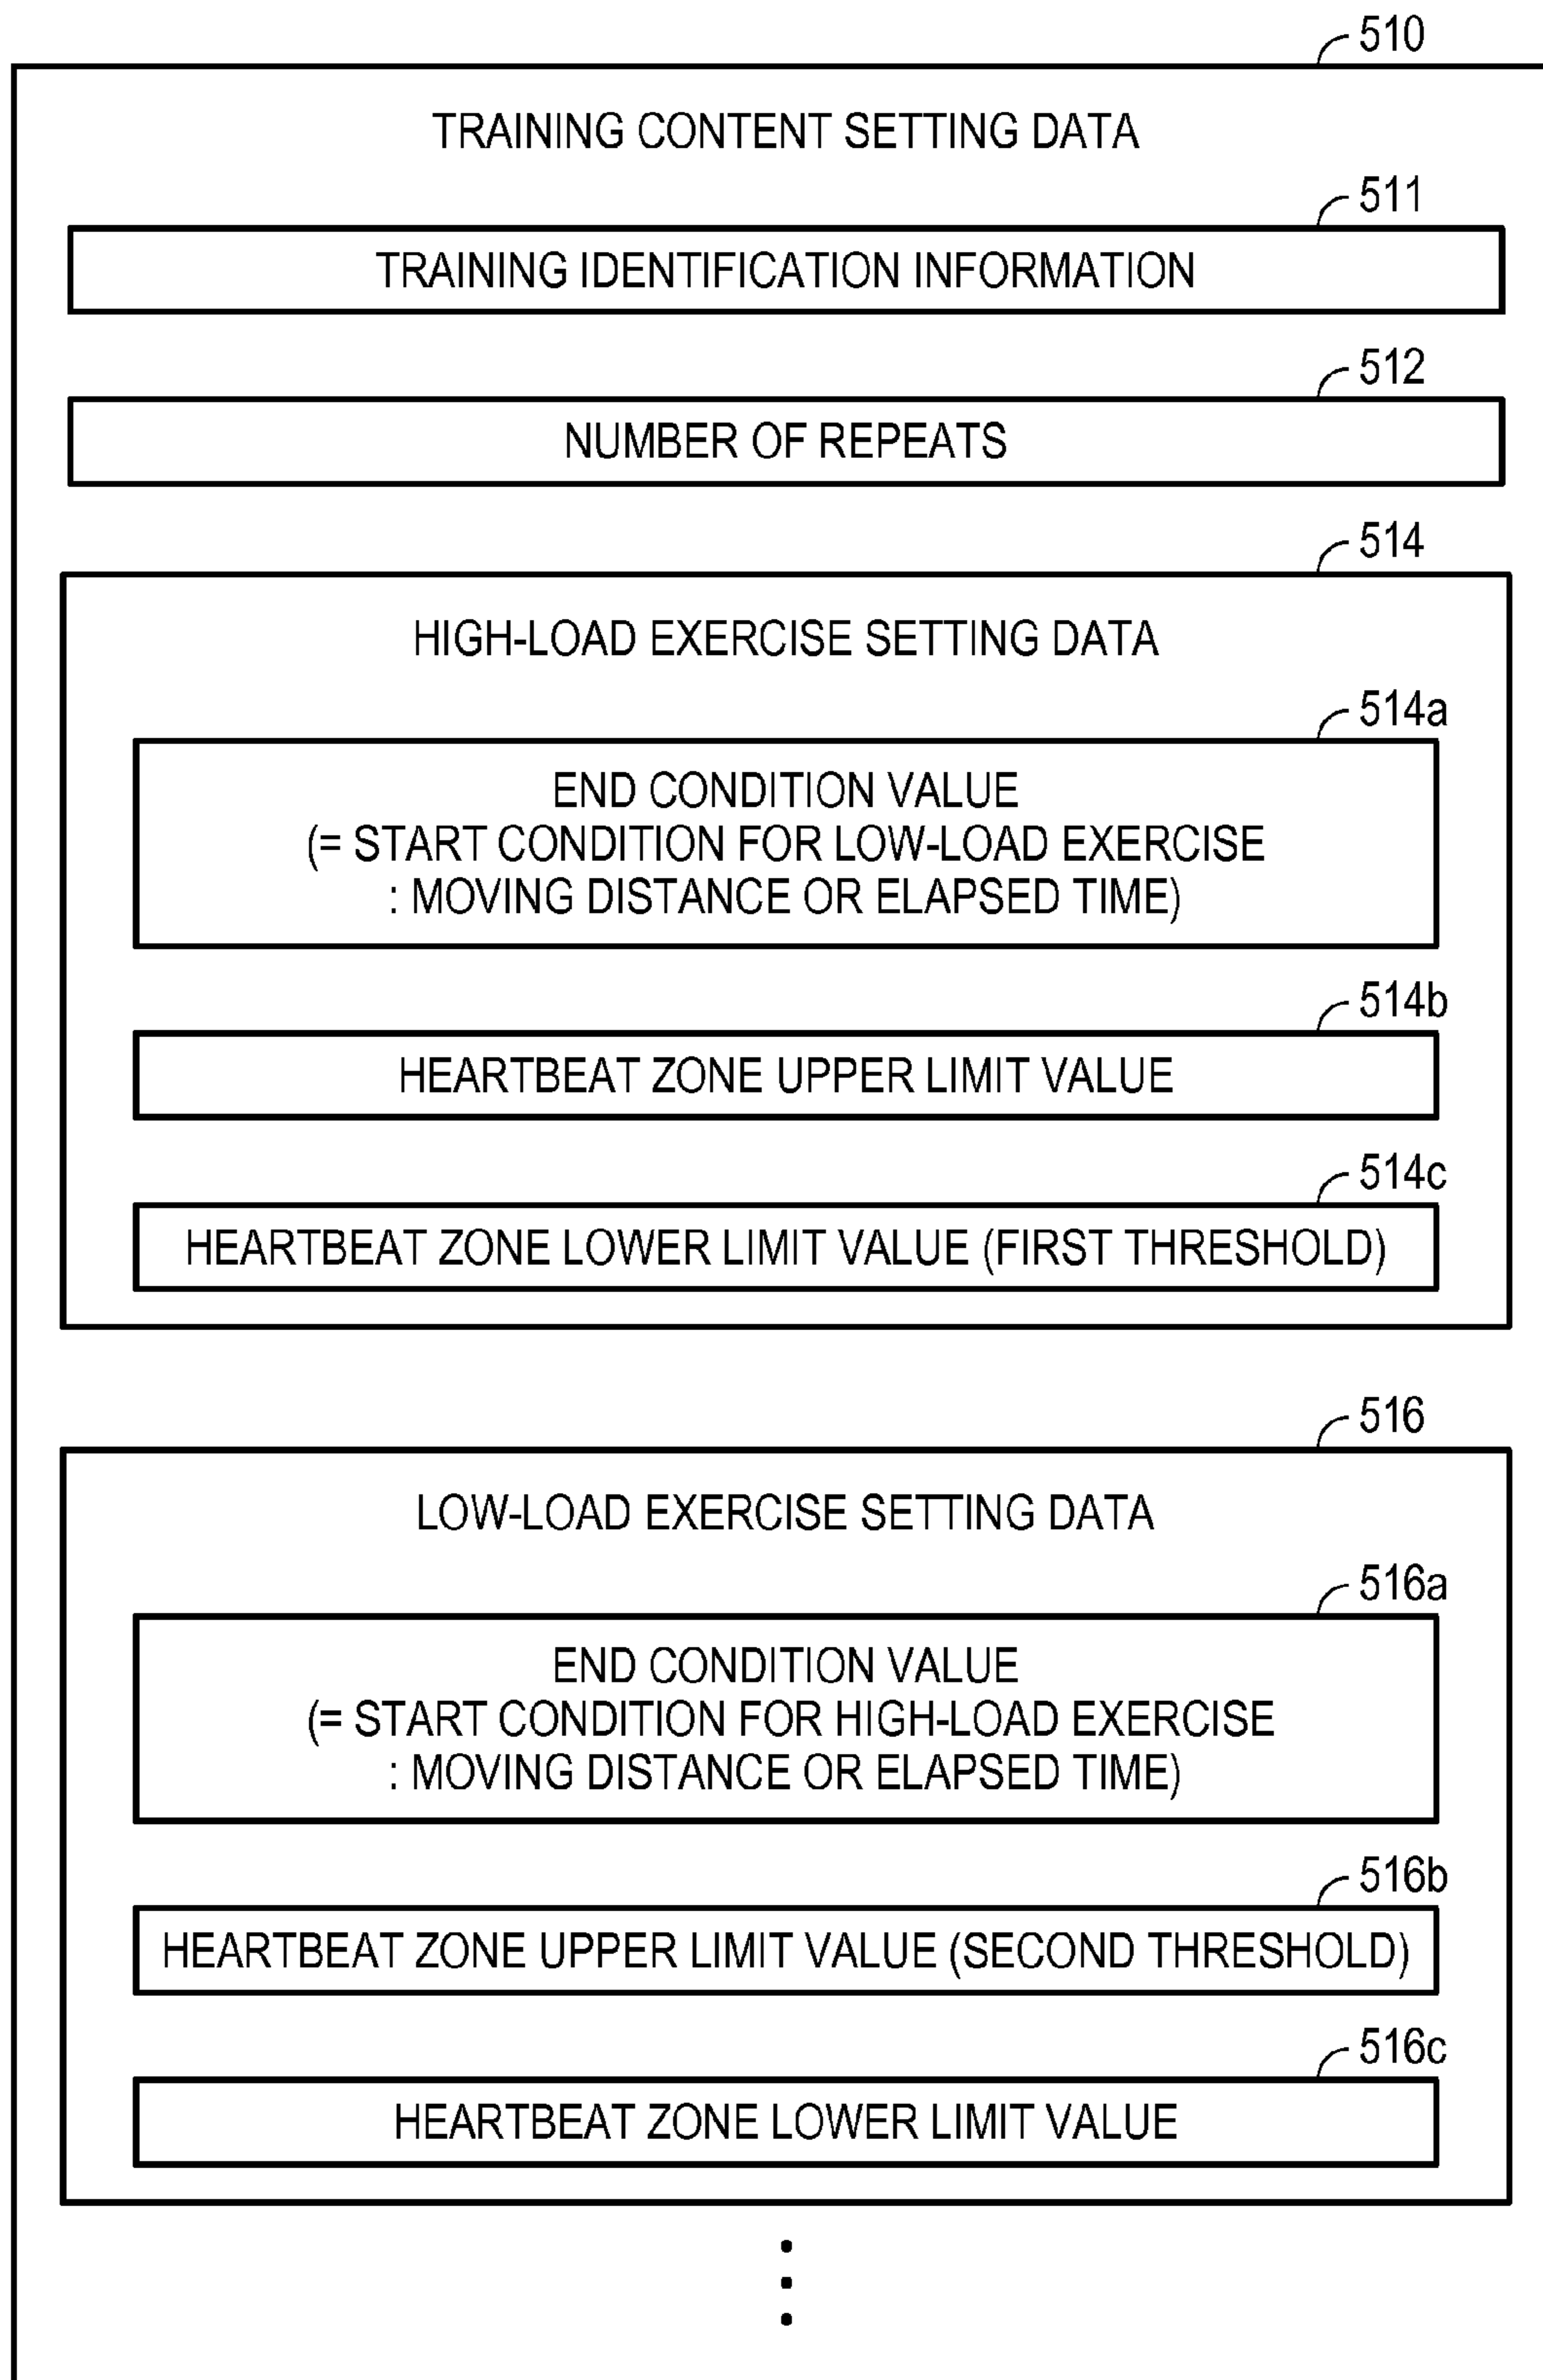 510
TRAINING CONTENT SETTING DATA
511
TRAINING IDENTIFICATION INFORMATION
512
NUMBER OF REPEATS
514
HIGH-LOAD EXERCISE SETTING DATA
514a
END CONDITION VALUE
(= START CONDITION FOR LOW-LOAD EXERCISE
: MOVING DISTANCE OR ELAPSED TIME)
514b
HEARTBEAT ZONE UPPER LIMIT VALUE
514c
HEARTBEAT ZONE LOWER LIMIT VALUE (FIRST THRESHOLD)
516
LOW-LOAD EXERCISE SETTING DATA
516a
END CONDITION VALUE
(= START CONDITION FOR HIGH-LOAD EXERCISE
: MOVING DISTANCE OR ELAPSED TIME)
516b
HEARTBEAT ZONE UPPER LIMIT VALUE (SECOND THRESHOLD)
516c
HEARTBEAT ZONE LOWER LIMIT VALUE